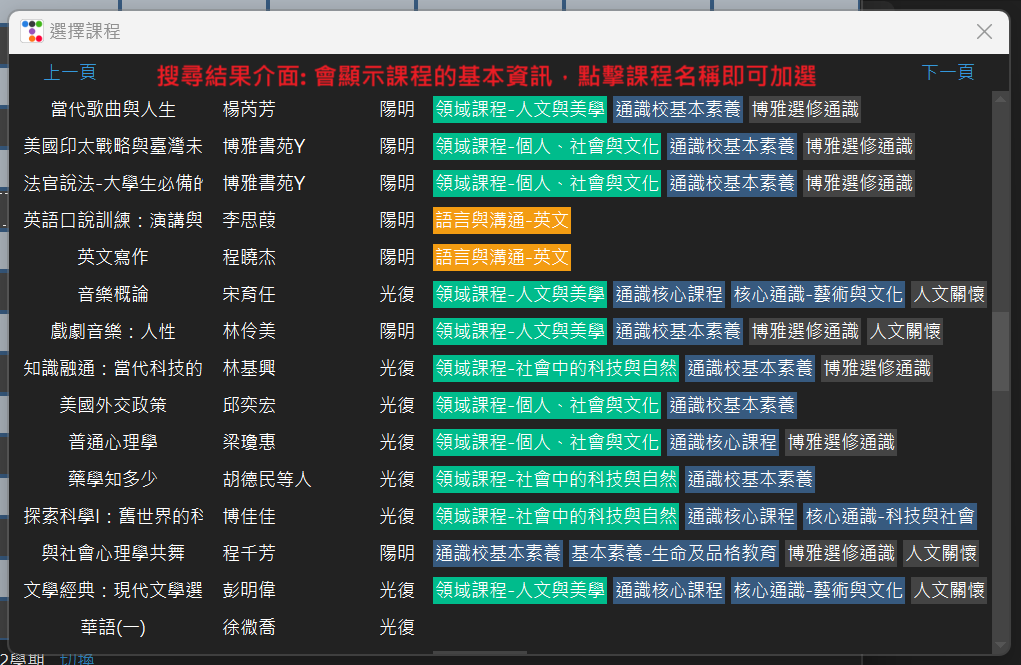 選擇課程
上一頁 搜尋結果介面: 會顯示課程的基本資訊，點擊課程名稱即可加選 下一頁
當代歌曲與人生 楊芮芳 陽明 領域課程-人文與美學 通識校基本素養 博雅選修通識
美國印太戰略與臺灣未 博雅書苑Y 陽明 領域課程-個人、社會與文化 通識校基本素養 博雅選修通識
法官說法-大學生必備的 博雅書苑Y 陽明 領域課程-個人、社會與文化 通識校基本素養 博雅選修通識
英語口說訓練：演講與 李思葭 陽明 語言與溝通-英文
英文寫作 程曉杰 陽明 語言與溝通-英文
音樂概論 宋育任 光復 領域課程-人文與美學 通識核心課程 核心通識-藝術與文化 人文關懷
戲劇音樂：人性 林伶美 陽明 領域課程-人文與美學 通識校基本素養 博雅選修通識 人文關懷
知識融通：當代科技的 林基興 光復 領域課程-社會中的科技與自然 通識校基本素養 博雅選修通識
美國外交政策 邱奕宏 光復 領域課程-個人、社會與文化 通識校基本素養
普通心理學 梁瓊惠 光復 領域課程-個人、社會與文化 通識核心課程 博雅選修通識
藥學知多少 胡德民等人 光復 領域課程-社會中的科技與自然 通識校基本素養
探索科學I：舊世界的科 博佳佳 光復 領域課程-社會中的科技與自然 通識核心課程 核心通識-科技與社會
與社會心理學共舞 程千芳 陽明 通識校基本素養 基本素養-生命及品格教育 博雅選修通識 人文關懷
文學經典：現代文學選 彭明偉 光復 領域課程-人文與美學 通識核心課程 核心通識-藝術與文化 人文關懷
華語(一) 徐微喬 光復
2學期 切換